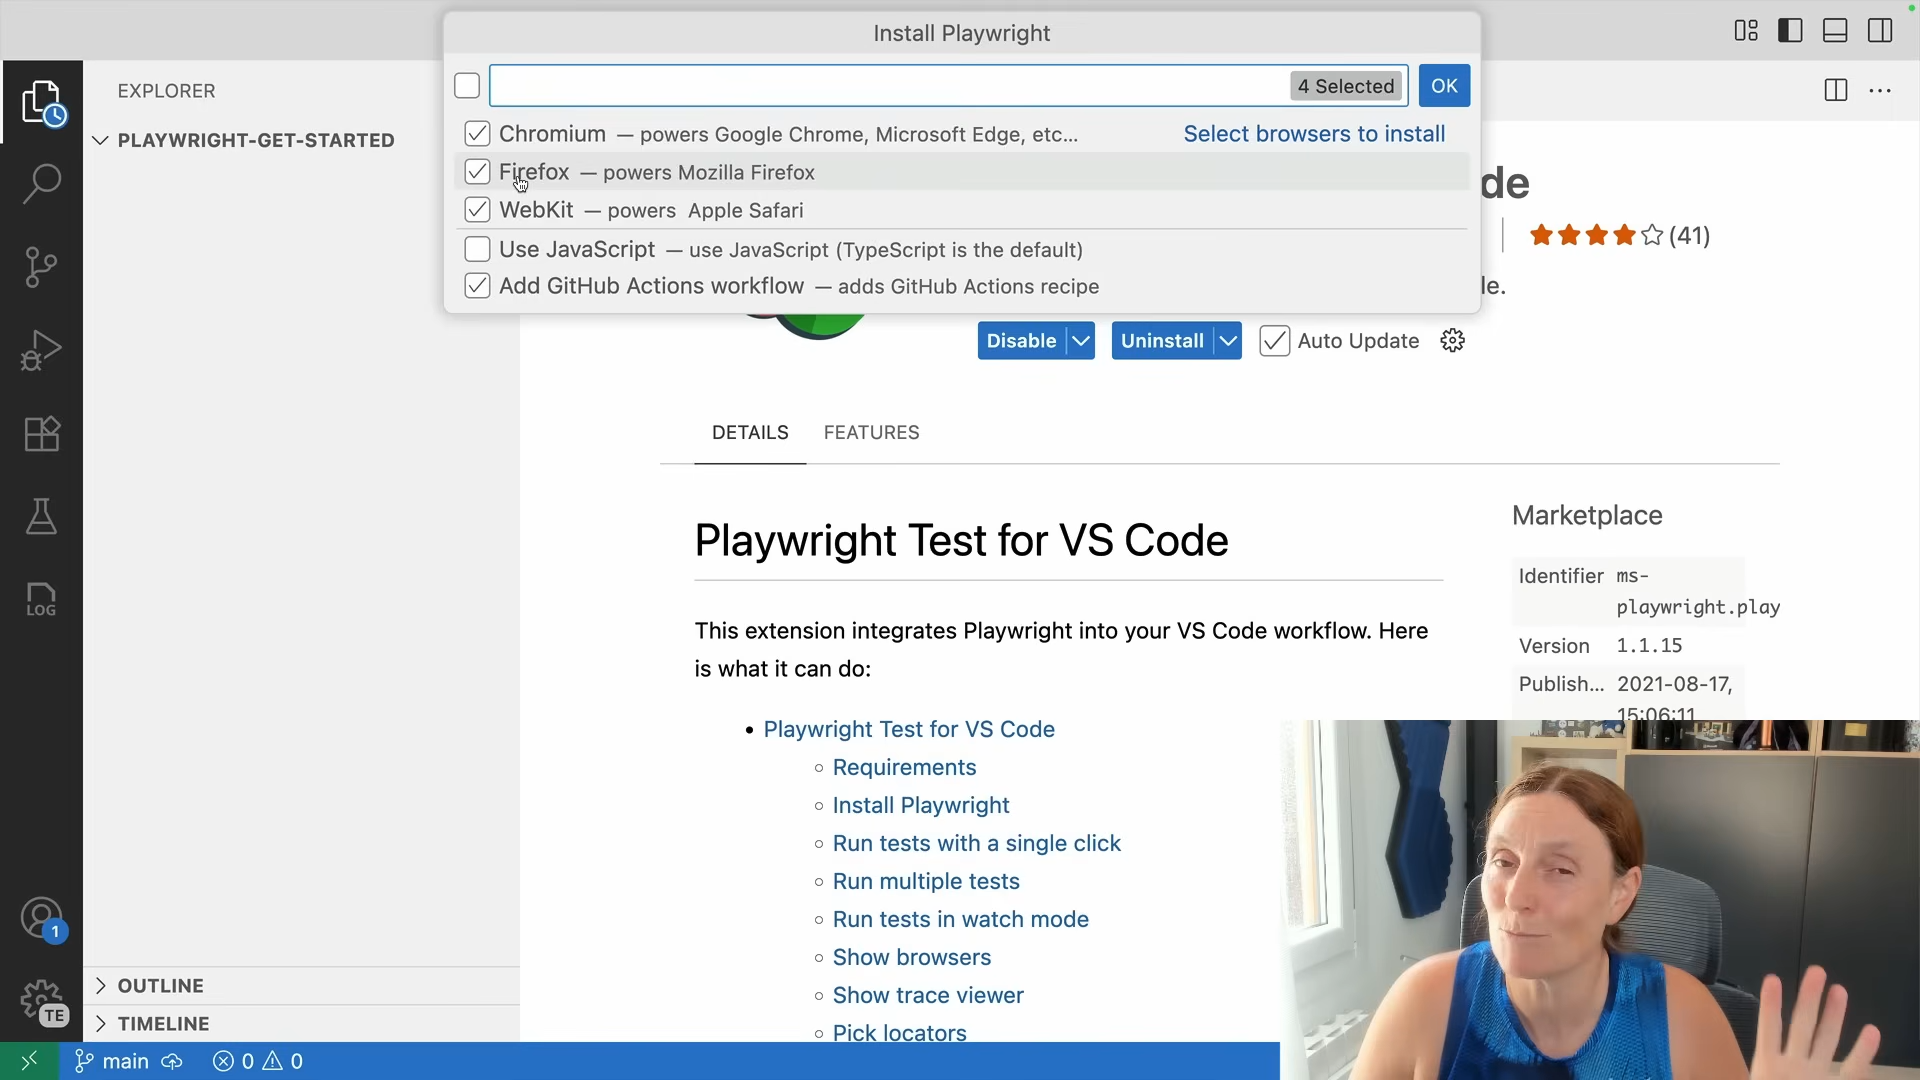 Install Playwright
4 Selected
OK
Chromium — powers Google Chrome, Microsoft Edge, etc...
Select browsers to install
Firefox — powers Mozilla Firefox
WebKit — powers Apple Safari
Use JavaScript — use JavaScript (TypeScript is the default)
Add GitHub Actions workflow — adds GitHub Actions recipe
EXPLORER
PLAYWRIGHT-GET-STARTED
LOG
1
TE
OUTLINE
TIMELINE
main
0
0
de
(41)
le.
Disable
Uninstall
Auto Update
DETAILS
FEATURES
Playwright Test for VS Code
This extension integrates Playwright into your VS Code workflow. Here
is what it can do:
• Playwright Test for VS Code
◦ Requirements
◦ Install Playwright
◦ Run tests with a single click
◦ Run multiple tests
◦ Run tests in watch mode
◦ Show browsers
◦ Show trace viewer
◦ Pick locators
Marketplace
Identifier ms-
playwright.play
Version 1.1.15
Publish... 2021-08-17,
15:06:11